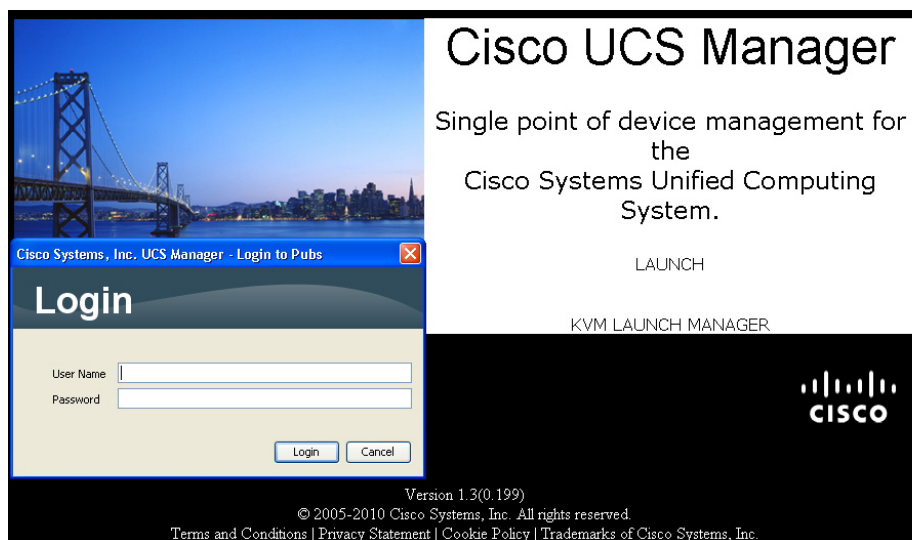 Cisco UCS Manager
Single point of device management for
the
Cisco Systems Unified Computing
System.
LAUNCH
KVM LAUNCH MANAGER
Cisco Systems, Inc. UCS Manager - Login to Pubs
Login
User Name
Password
Login
Cancel
CISCO
Version 1.3(0.199)
© 2005-2010 Cisco Systems, Inc. All rights reserved.
Terms and Conditions | Privacy Statement | Cookie Policy | Trademarks of Cisco Systems, Inc.